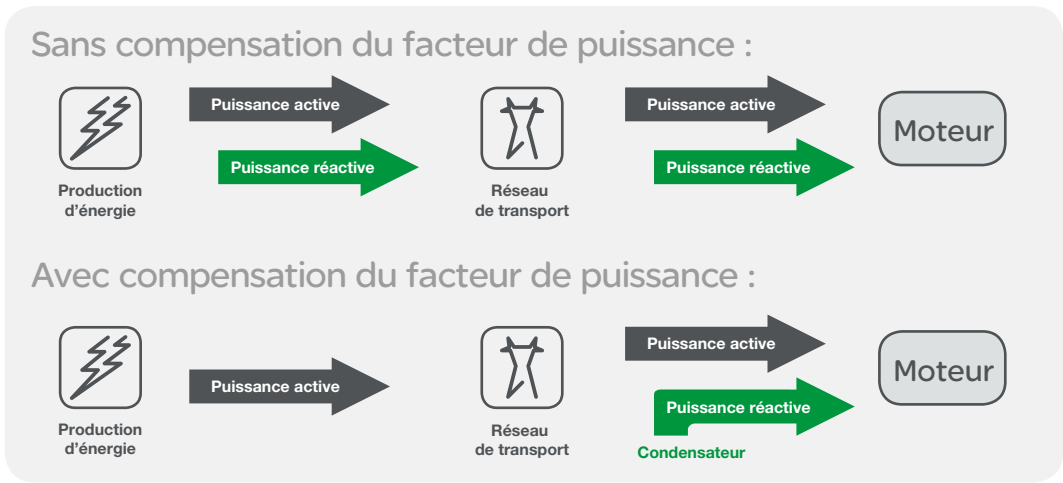 Sans compensation du facteur de puissance :
Puissance active
Puissance active
Moteur
Puissance réactive
Puissance réactive
Production
d'énergie
Réseau
de transport
Avec compensation du facteur de puissance :
Puissance active
Moteur
Puissance active
Puissance réactive
Production
d'énergie
Réseau
de transport
Condensateur